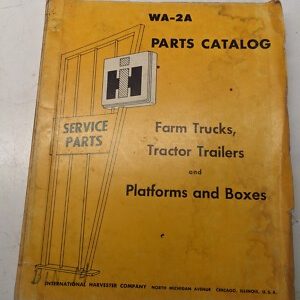 WA-2A
PARTS CATALOG
IH
SERVICE
PARTS
Farm Trucks,
Tractor Trailers
and
Platforms and Boxes
INTERNATIONAL HARVESTER COMPANY NORTH MICHIGAN AVENUE CHICAGO, ILLINOIS, U.S.A.